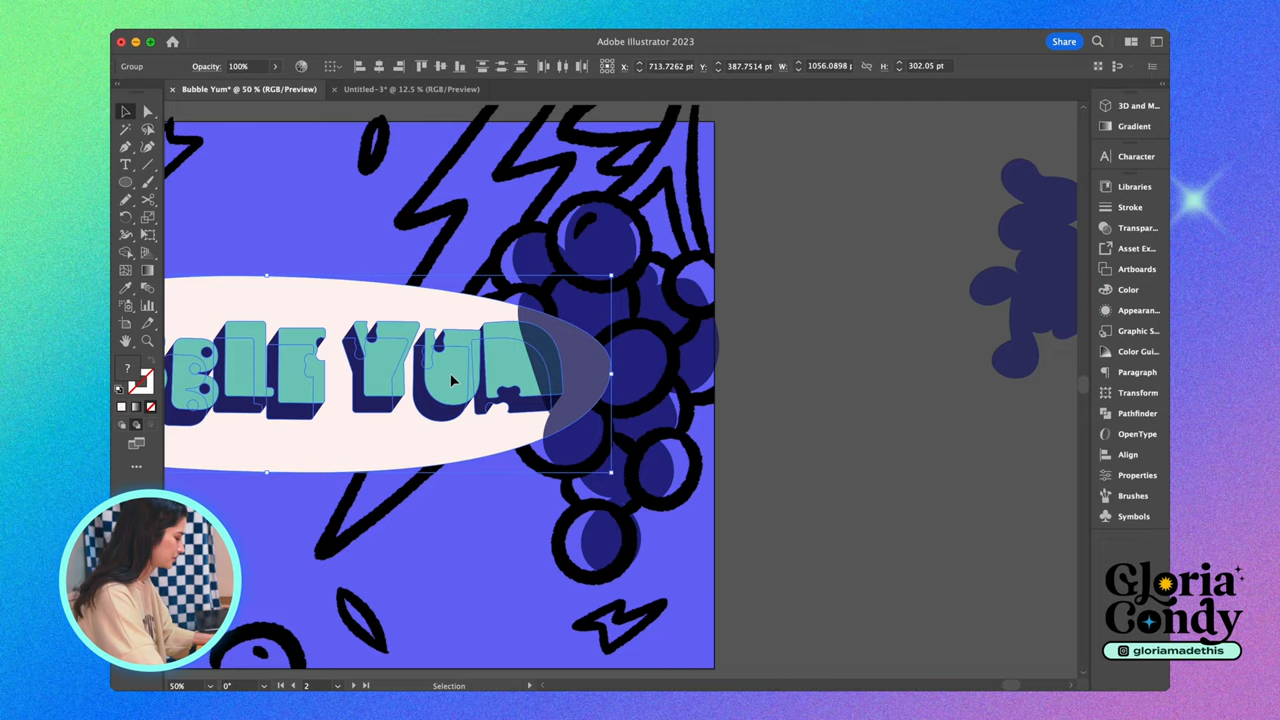 Adobe Illustrator 2023
Share
Group
Opacity: 100%
X: 713.7262 pt Y: 387.7514 pt W: 1056.0898 p H: 302.05 pt
× Bubble Yum* @ 50 % (RGB/Preview) × Untitled-3* @ 12.5 % (RGB/Preview)
3D and M...
Gradient
Character
Libraries
Stroke
Transpar...
Asset Ex...
Artboards
Color
Appearan...
Graphic S...
Color Gui...
Paragraph
Transform
Pathfinder
OpenType
Align
Properties
Brushes
Symbols
BLE YUM
?
50% 0° 2 Selection
Gloria
Condy
gloriamadethis